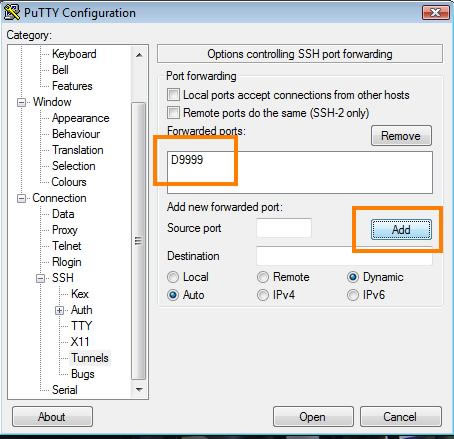 PuTTY Configuration
Category:
Keyboard
Bell
Features
Window
Appearance
Behaviour
Translation
Selection
Colours
Connection
Data
Proxy
Telnet
Rlogin
SSH
Kex
Auth
TTY
X11
Tunnels
Bugs
Serial
Options controlling SSH port forwarding
Port forwarding
Local ports accept connections from other hosts
Remote ports do the same (SSH-2 only)
Forwarded ports:
Remove
D9999
Add new forwarded port:
Source port
Add
Destination
Local Remote Dynamic
Auto IPv4 IPv6
About Open Cancel